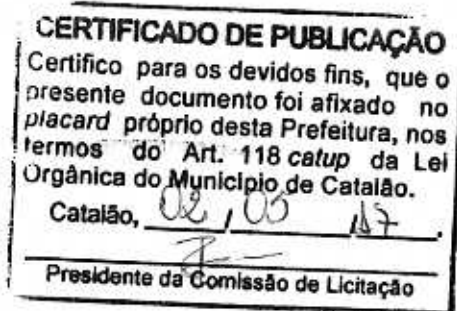 CERTIFICADO DE PUBLICAÇÃO
Certifico para os devidos fins, que o
presente documento foi afixado no
placard próprio desta Prefeitura, nos
termos do Art. 118 catup da Lei
Orgânica do Municipio de Catalão.
Catalão, 02 / 05 / 17.
Presidente da Comissão de Licitação